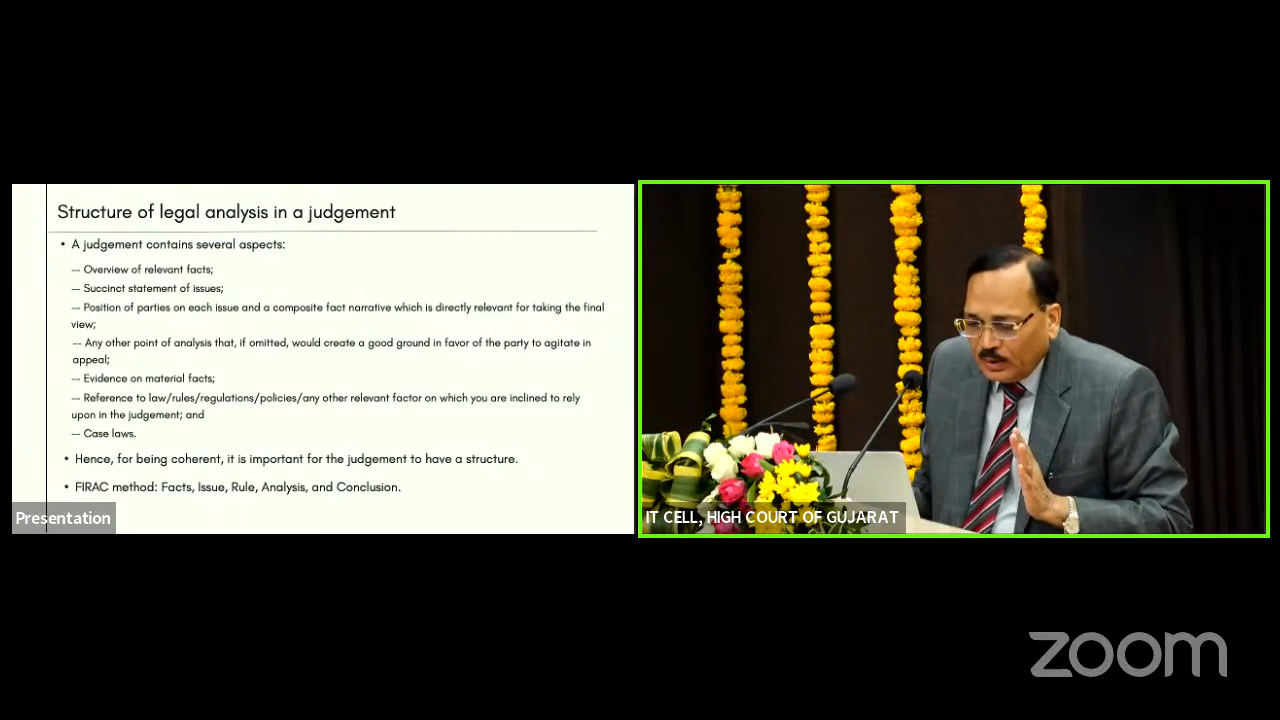 Structure of legal analysis in a judgement
• A judgement contains several aspects:
-- Overview of relevant facts;
-- Succinct statement of issues;
-- Position of parties on each issue and a composite fact narrative which is directly relevant for taking the final
view;
-- Any other point of analysis that, if omitted, would create a good ground in favor of the party to agitate in
appeal;
-- Evidence on material facts;
-- Reference to law/rules/regulations/policies/any other relevant factor on which you are inclined to rely
upon in the judgement; and
-- Case laws.
• Hence, for being coherent, it is important for the judgement to have a structure.
• FIRAC method: Facts, Issue, Rule, Analysis, and Conclusion.
Presentation
IT CELL, HIGH COURT OF GUJARAT
zoom